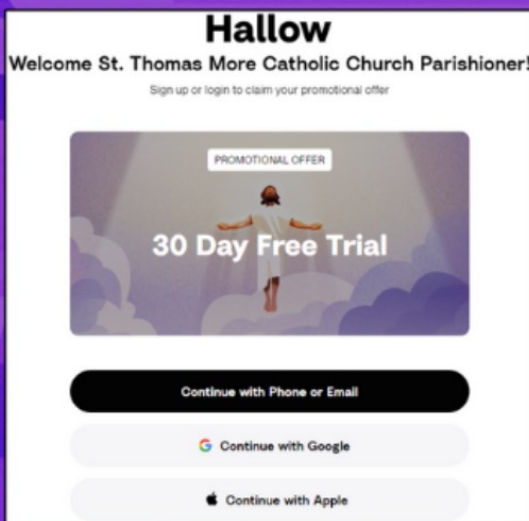 Hallow
Welcome St. Thomas More Catholic Church Parishioner!
Sign up or login to claim your promotional offer
PROMOTIONAL OFFER
30 Day Free Trial
Continue with Phone or Email
Continue with Google
Continue with Apple